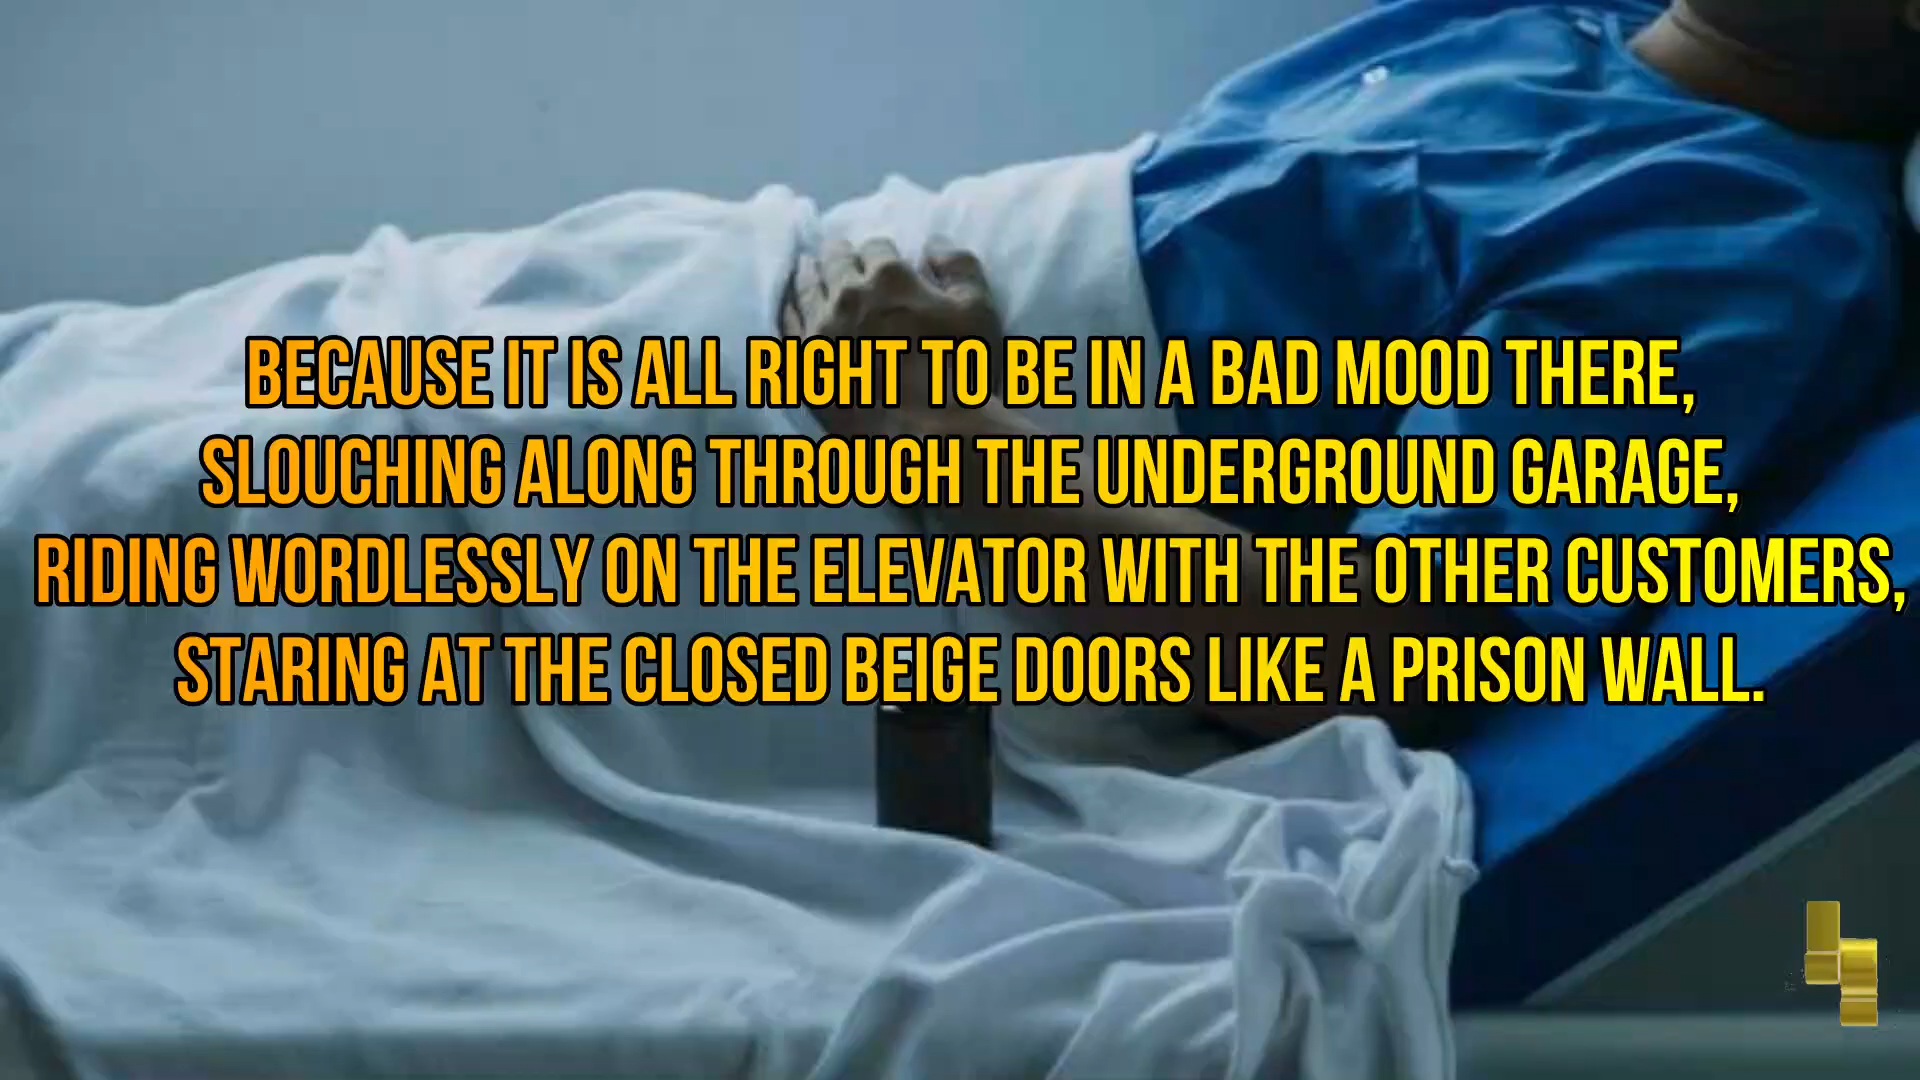 BECAUSE IT IS ALL RIGHT TO BE IN A BAD MOOD THERE,
SLOUCHING ALONG THROUGH THE UNDERGROUND GARAGE,
RIDING WORDLESSLY ON THE ELEVATOR WITH THE OTHER CUSTOMERS,
STARING AT THE CLOSED BEIGE DOORS LIKE A PRISON WALL.